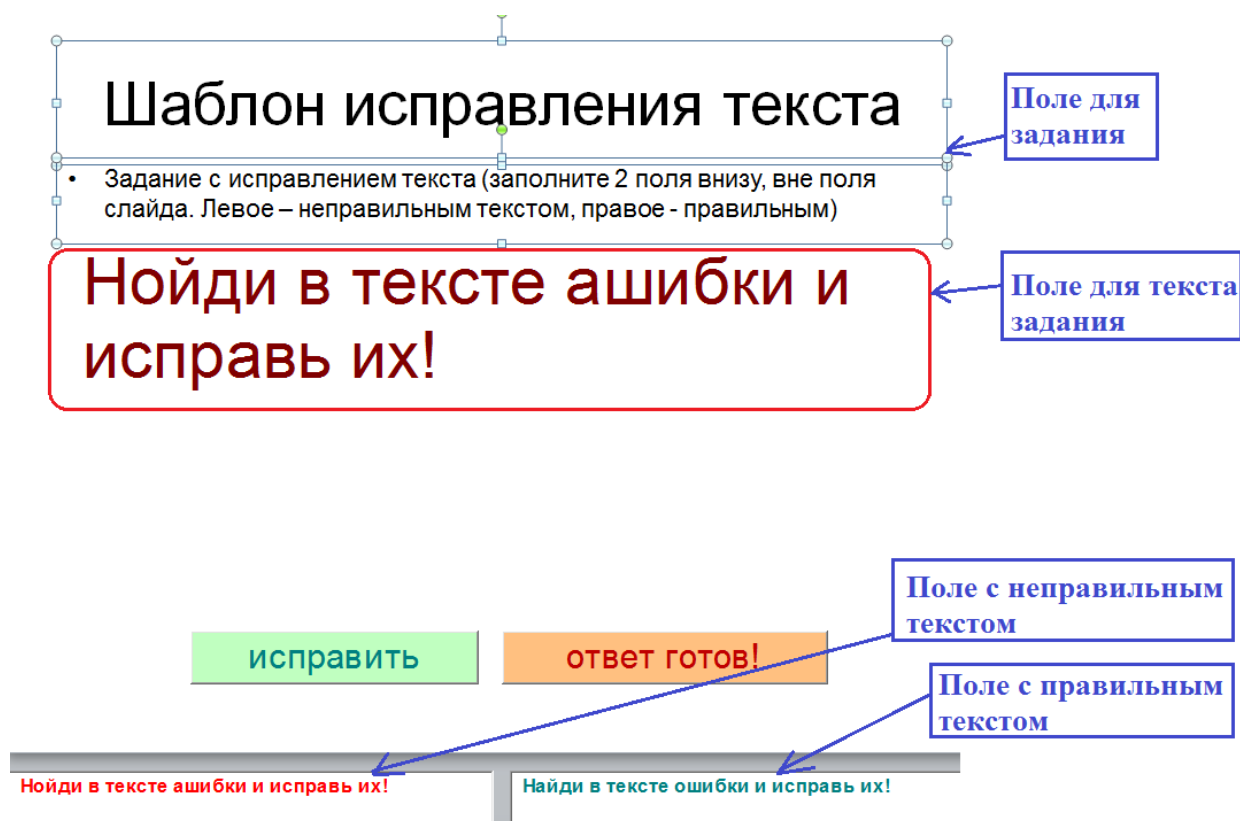 Шаблон исправления текста
Поле для
задания
• Задание с исправлением текста (заполните 2 поля внизу, вне поля
слайда. Левое – неправильным текстом, правое - правильным)
Нойди в тексте ашибки и
исправь их!
Поле для текста
задания
Поле с неправильным
текстом
исправить
ответ готов!
Поле с правильным
текстом
Нойди в тексте ашибки и исправь их!
Найди в тексте ошибки и исправь их!